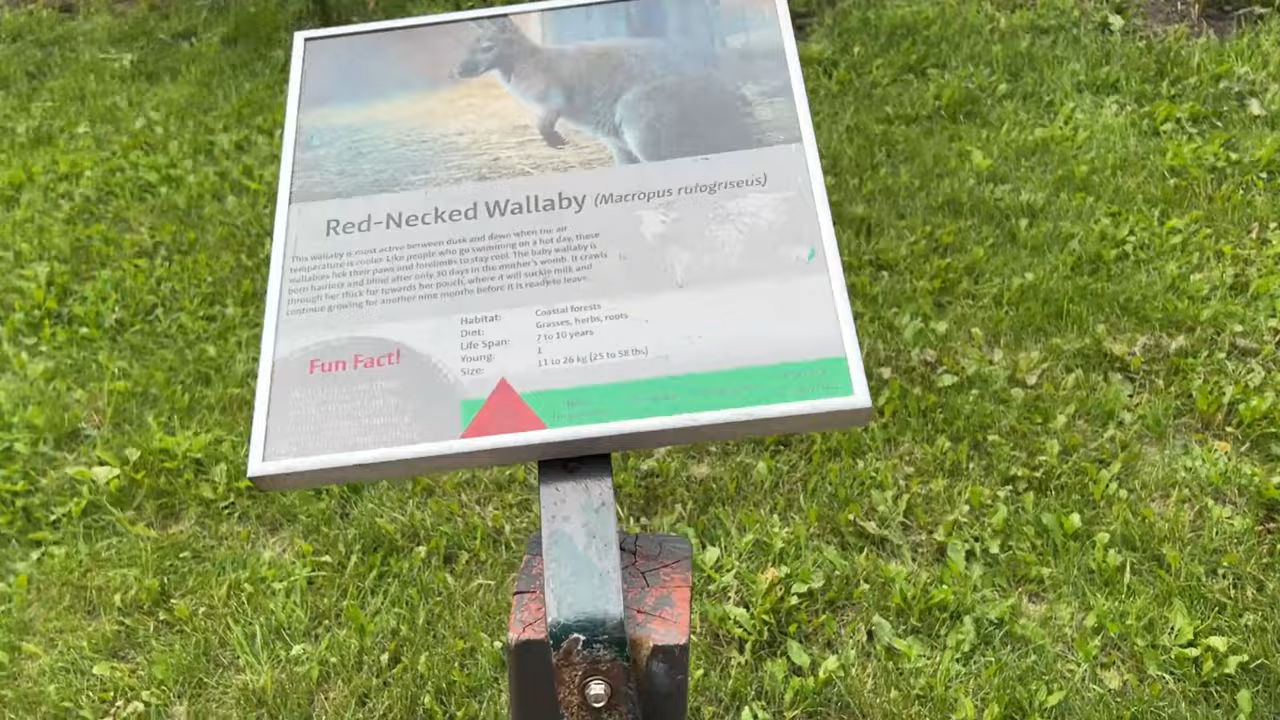 Red-Necked Wallaby (Macropus rufogriseus)
This wallaby is most active between dusk and dawn when the air
temperature is cooler. Like people who go swimming on a hot day, these
wallabies lick their paws and forelimbs to stay cool. The baby wallaby is
born hairless and blind after only 30 days in the mother's womb. It crawls
through her thick fur towards her pouch, where it will suckle milk and
continue growing for another nine months before it is ready to leave.
Habitat: Coastal forests
Diet: Grasses, herbs, roots
Life Span: 7 to 10 years
Young: 1
Size: 11 to 26 kg (25 to 58 lbs)
Fun Fact!